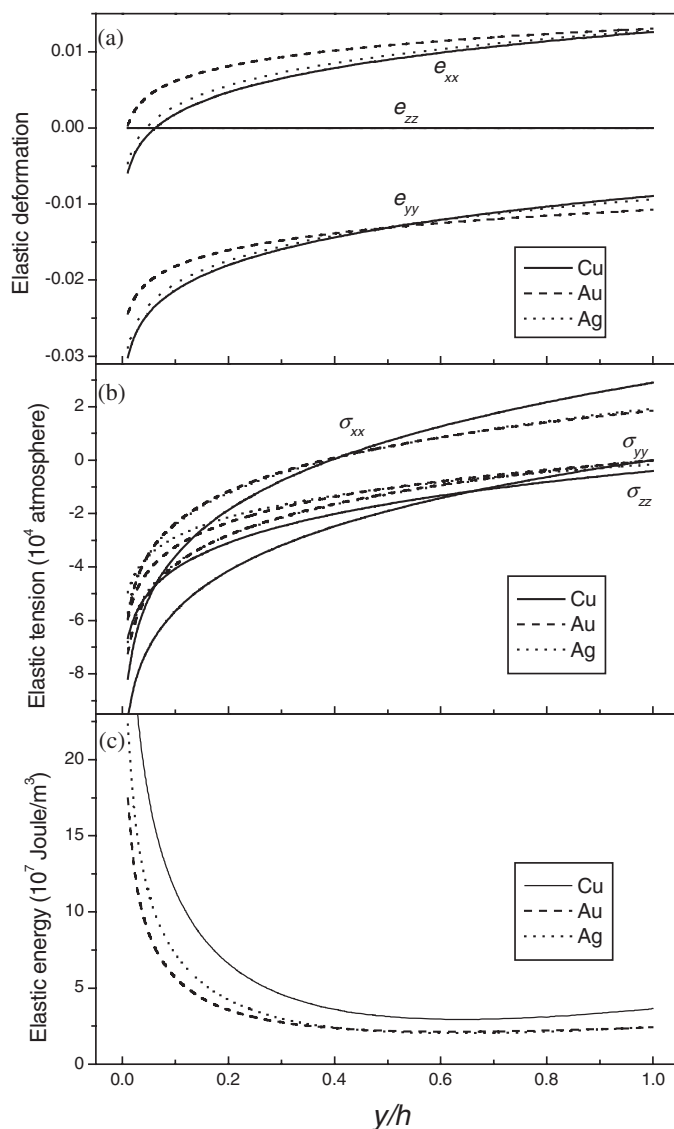 (a)
0.01
0.00
-0.01
-0.02
-0.03
Elastic deformation
e_xx
e_zz
e_yy
Cu
Au
Ag
(b)
2
0
-2
-4
-6
-8
Elastic tension (10^4 atmosphere)
σ_xx
σ_yy
σ_zz
Cu
Au
Ag
(c)
20
15
10
5
0
Elastic energy (10^7 Joule/m^3)
Cu
Au
Ag
0.0 0.2 0.4 0.6 0.8 1.0
y/h